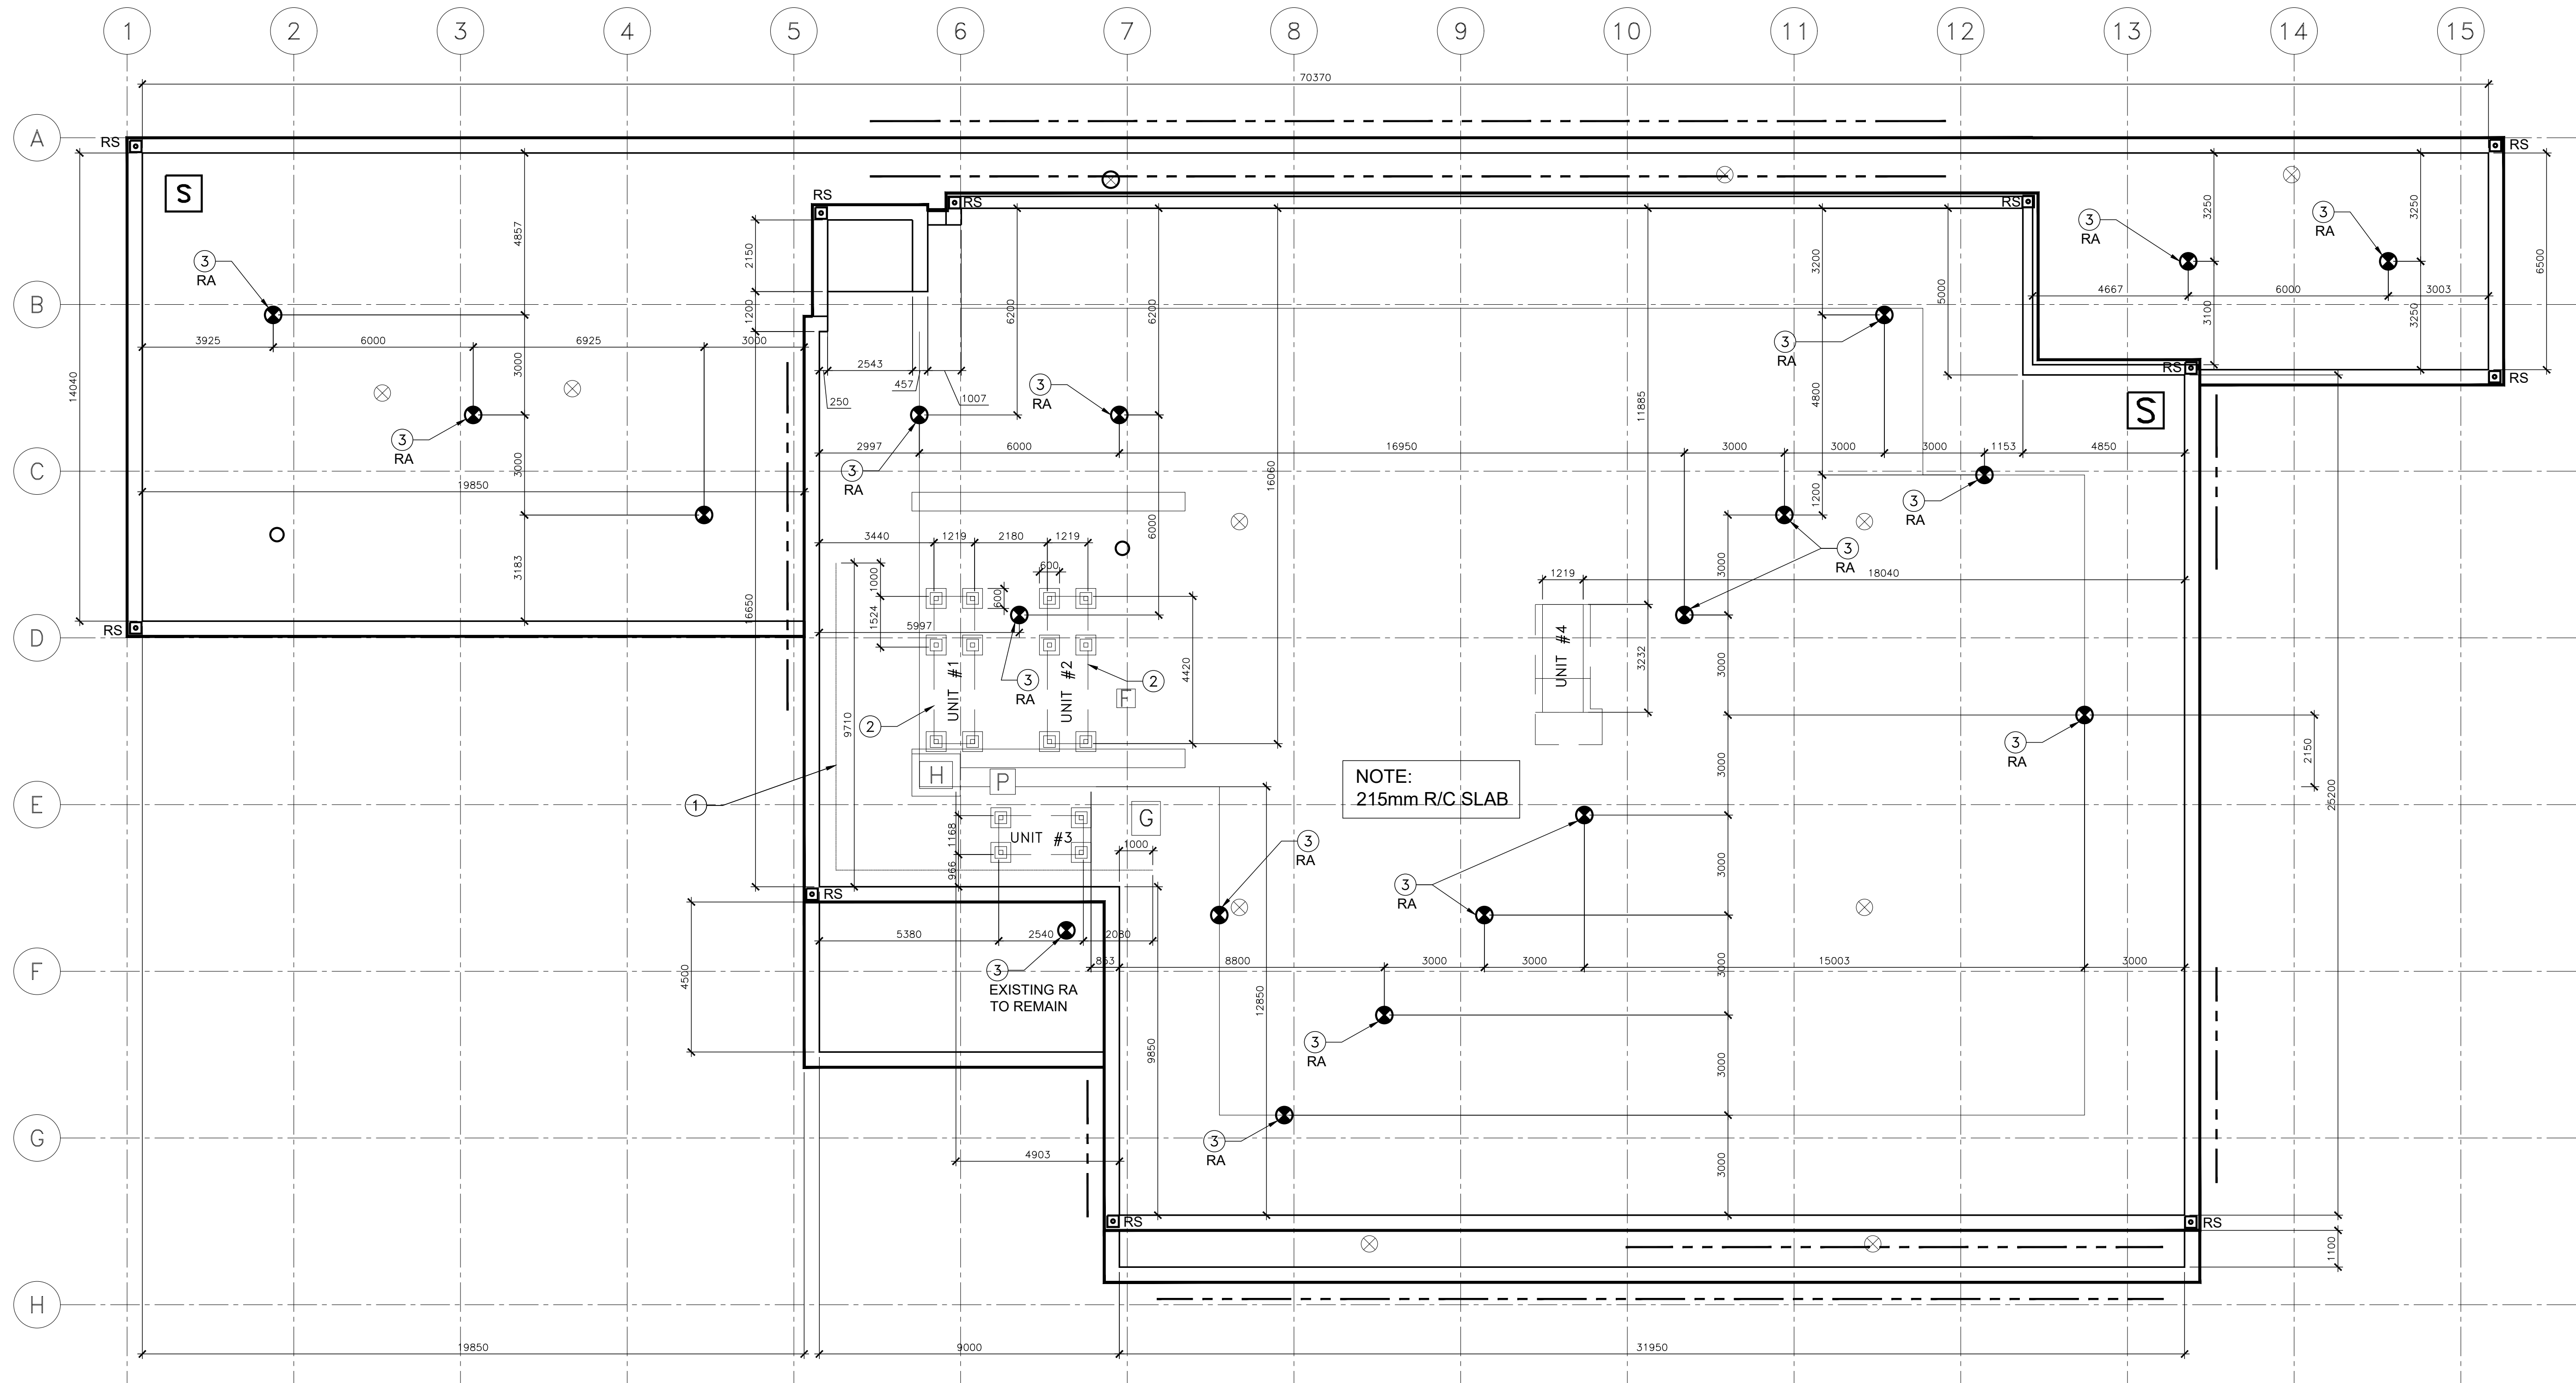 1 2 3 4 5 6 7 8 9 10 11 12 13 14 15
70370
A
RS
RS
S
RS
RS
RS
3
RA
4857
2150
3200
5000
3
RA
3
RA
3250
3250
6500
B
1200
6200
6200
4667 6000 3003
3100
3250
3925 6000 6925 3000
3
RA
14040
3000
2543
457
250
1007
3
RA
11885
4800
RS
RS
S
3
RA
2997 6000 16950 3000 3000 3000 1153 4850
C
3000
3
RA
16060
1200
3
RA
19850
3440 1219 2180 1219
6000
3
RA
3183
1000
600
600
3000
1219 18040
16650
1524
RS
D
5997
4420
UNIT #4
3232
3000
UNIT #1
UNIT #2
3
RA
2
F
2
9710
3
RA
2150
H
P
3000
NOTE:
215mm R/C SLAB
E
1
25200
G
1168
UNIT #3
3
RA
1000
966
3000
RS
3
RA
5380 2540 2080
F
4500
3
EXISTING RA
TO REMAIN
863 8800 3000 3000 15003 3000
3000
12850
9850
3
RA
3000
G
3
RA
4903
3000
RS
RS
1100
H
19850 9000 31950